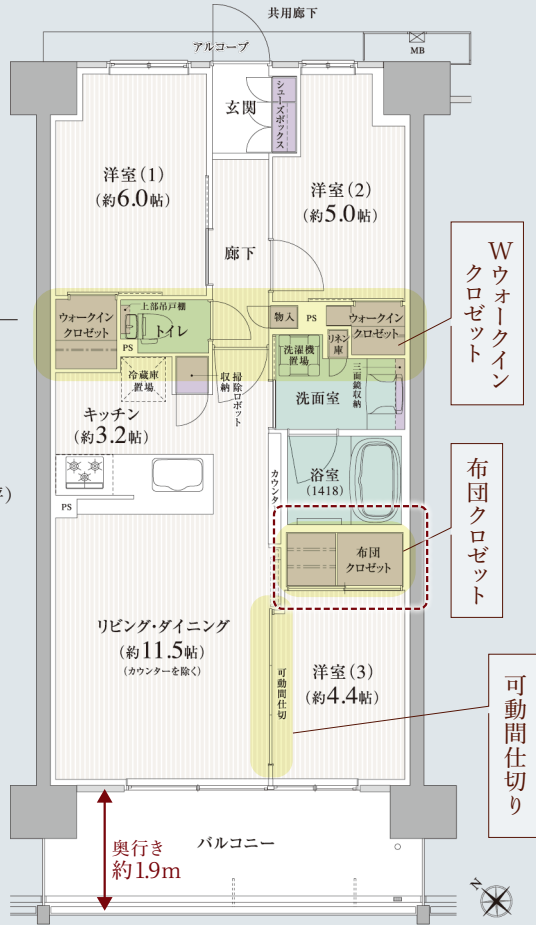 共用廊下
アルコーブ
MB
玄関
シューズボックス
洋室(1)
(約6.0帖)
洋室(2)
(約5.0帖)
廊下
Wウォークイン
クロゼット
ウォークイン
クロゼット
上部吊戸棚
トイレ
PS
物入
PS
ウォークイン
クロゼット
洗濯機
置場
リネン
庫
冷蔵庫
置場
掃除ロボット
収納
三面鏡収納
洗面室
キッチン
(約3.2帖)
カウンター
浴室
(1418)
PS
布団クロゼット
布団
クロゼット
リビング・ダイニング
(約11.5帖)
(カウンターを除く)
可動間仕切
洋室(3)
(約4.4帖)
可動間仕切り
奥行き
約1.9m
バルコニー
N